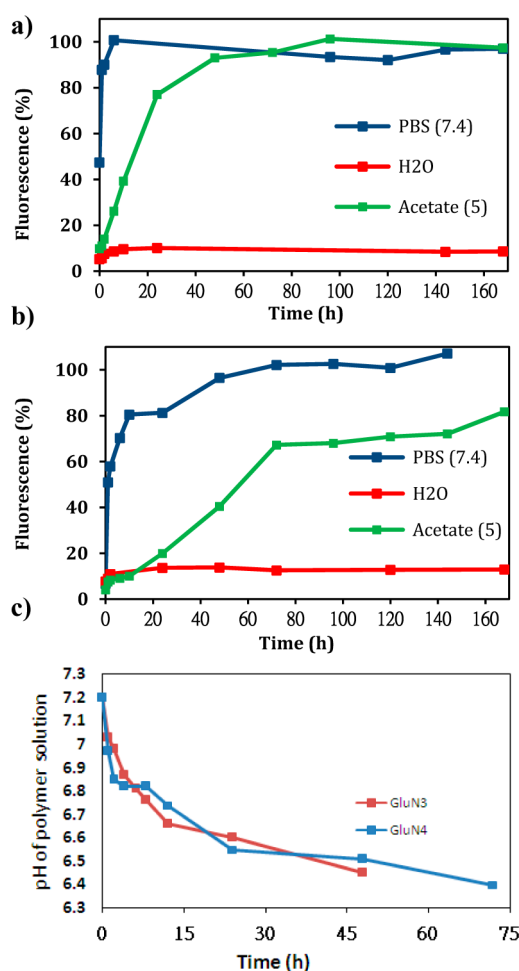 a)
Fluorescence (%)
120
100
80
60
40
20
0
PBS (7.4)
H2O
Acetate (5)
0 20 40 60 80 100 120 140 160
Time (h)
b)
Fluorescence (%)
100
80
60
40
20
0
PBS (7.4)
H2O
Acetate (5)
0 20 40 60 80 100 120 140 160
Time (h)
c)
pH of polymer solution
7.3
7.2
7.1
7
6.9
6.8
6.7
6.6
6.5
6.4
6.3
GluN3
GluN4
0 15 30 45 60 75
Time (h)